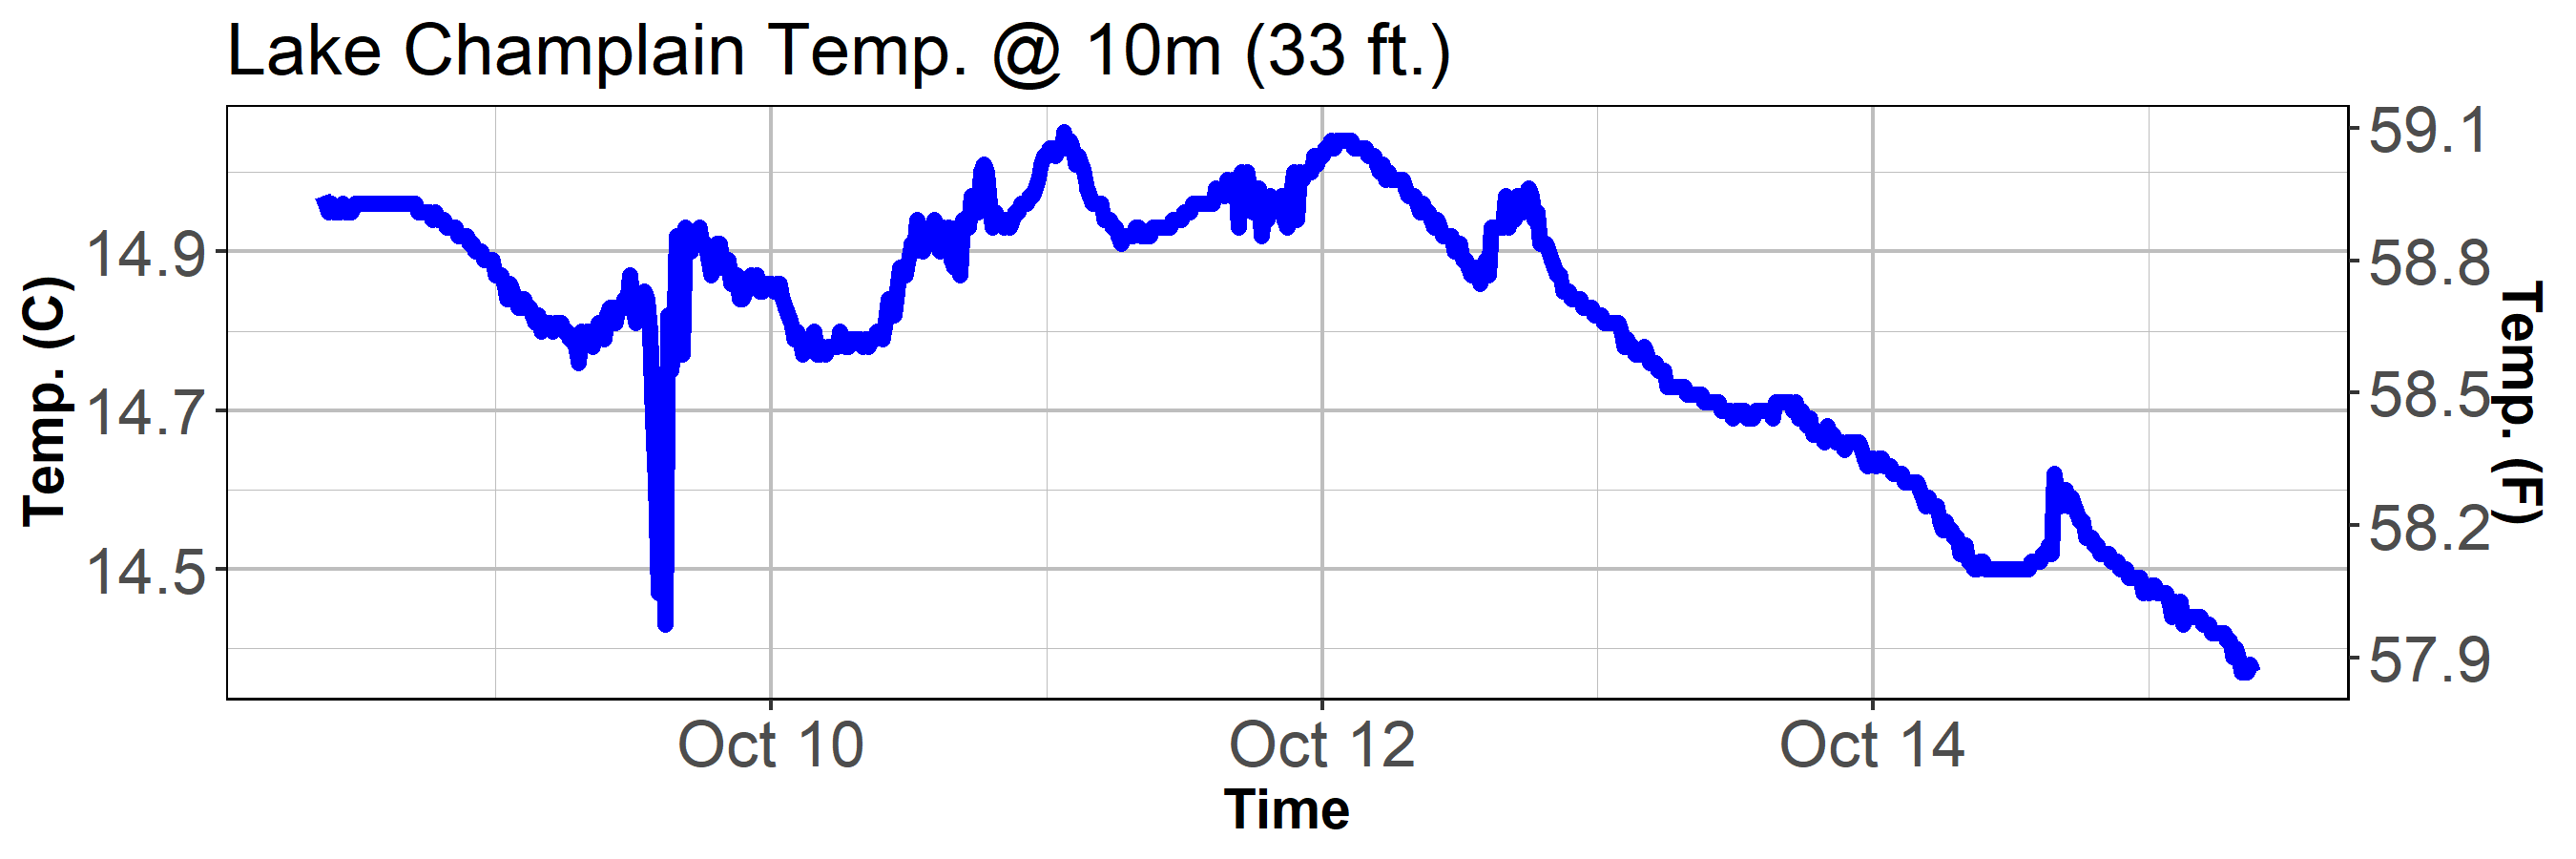 Lake Champlain Temp. @ 10m (33 ft.)
Temp. (C)
14.9
14.7
14.5
59.1
58.8
58.5
58.2
57.9
Temp. (F)
Oct 10
Oct 12
Oct 14
Time